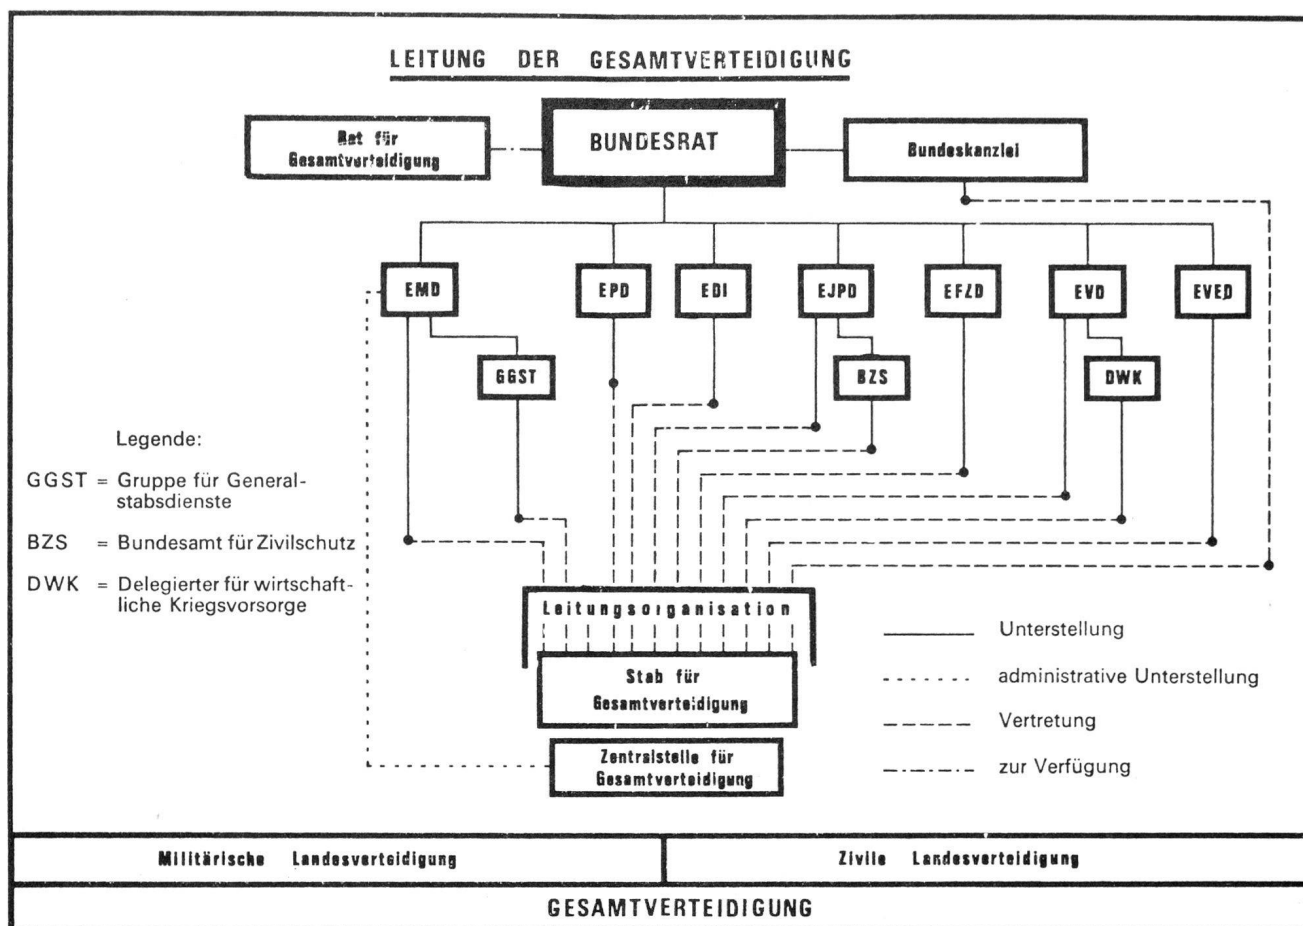 LEITUNG DER GESAMTVERTEIDIGUNG
Rat für
Gesamtverteidigung
BUNDESRAT
Bundeskanzlei
EMD
EPD
EDI
EJPD
EFZD
EVD
EVED
GGST
BZS
DWK
Legende:
GGST = Gruppe für General-
stabsdienste
BZS = Bundesamt für Zivilschutz
DWK = Delegierter für wirtschaft-
liche Kriegsvorsorge
Leitungsorganisation
Stab für
Gesamtverteidigung
Zentralstelle für
Gesamtverteidigung
Unterstellung
administrative Unterstellung
Vertretung
zur Verfügung
Militärische Landesverteidigung
Zivile Landesverteidigung
GESAMTVERTEIDIGUNG